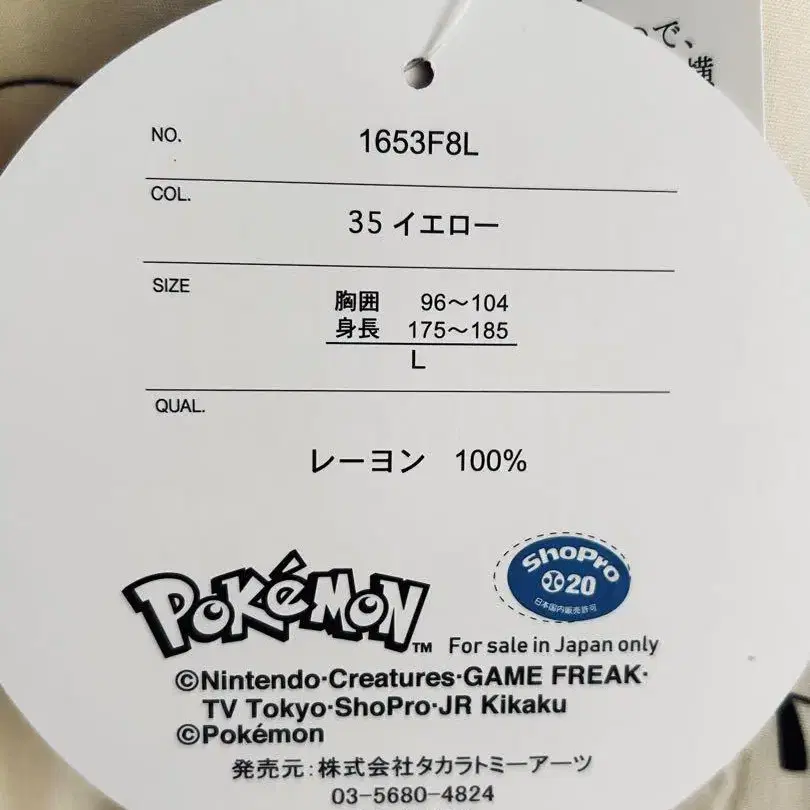 で、
横
NO. 1653F8L
COL. 35 イエロー
SIZE
胸囲 96～104
身長 175～185
L
QUAL.
レーヨン 100%
ShoPro
20
日本国内販売許可
POKéMON™ For sale in Japan only
©Nintendo·Creatures·GAME FREAK·
TV Tokyo·ShoPro·JR Kikaku
©Pokémon
発売元：株式会社タカラトミーアーツ
03-5680-4824